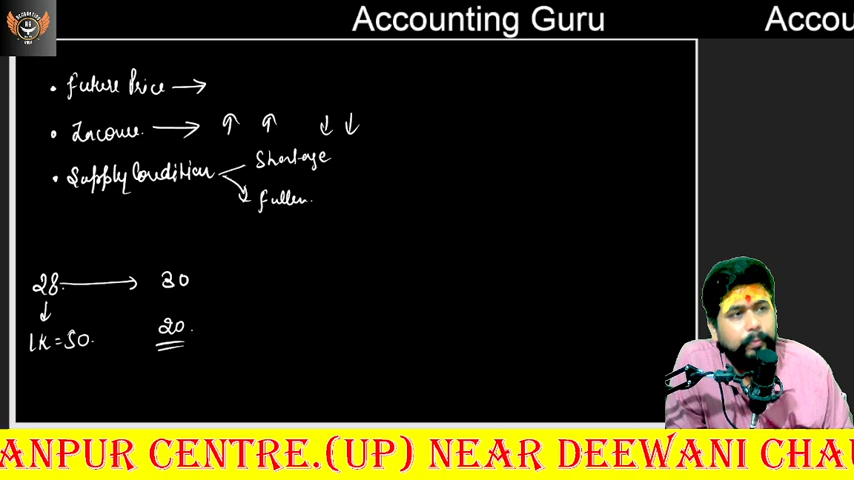 Accounting Guru
Accou
• Future Price →
• Income. → ↑ ↑ ↓ ↓
• Supply Condition
Shortage
Fuller.
28 → 30
↓
1K = 50.
20.
ANPUR CENTRE.(UP) NEAR DEEWANI CHAU